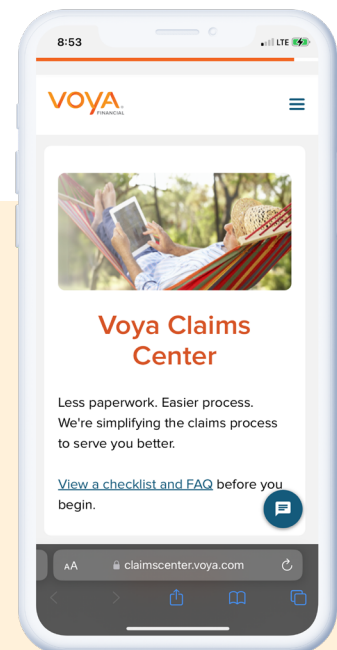 8:53
LTE
VOYA
FINANCIAL
Voya Claims
Center
Less paperwork. Easier process.
We're simplifying the claims process
to serve you better.
View a checklist and FAQ before you
begin.
AA
claimscenter.voya.com